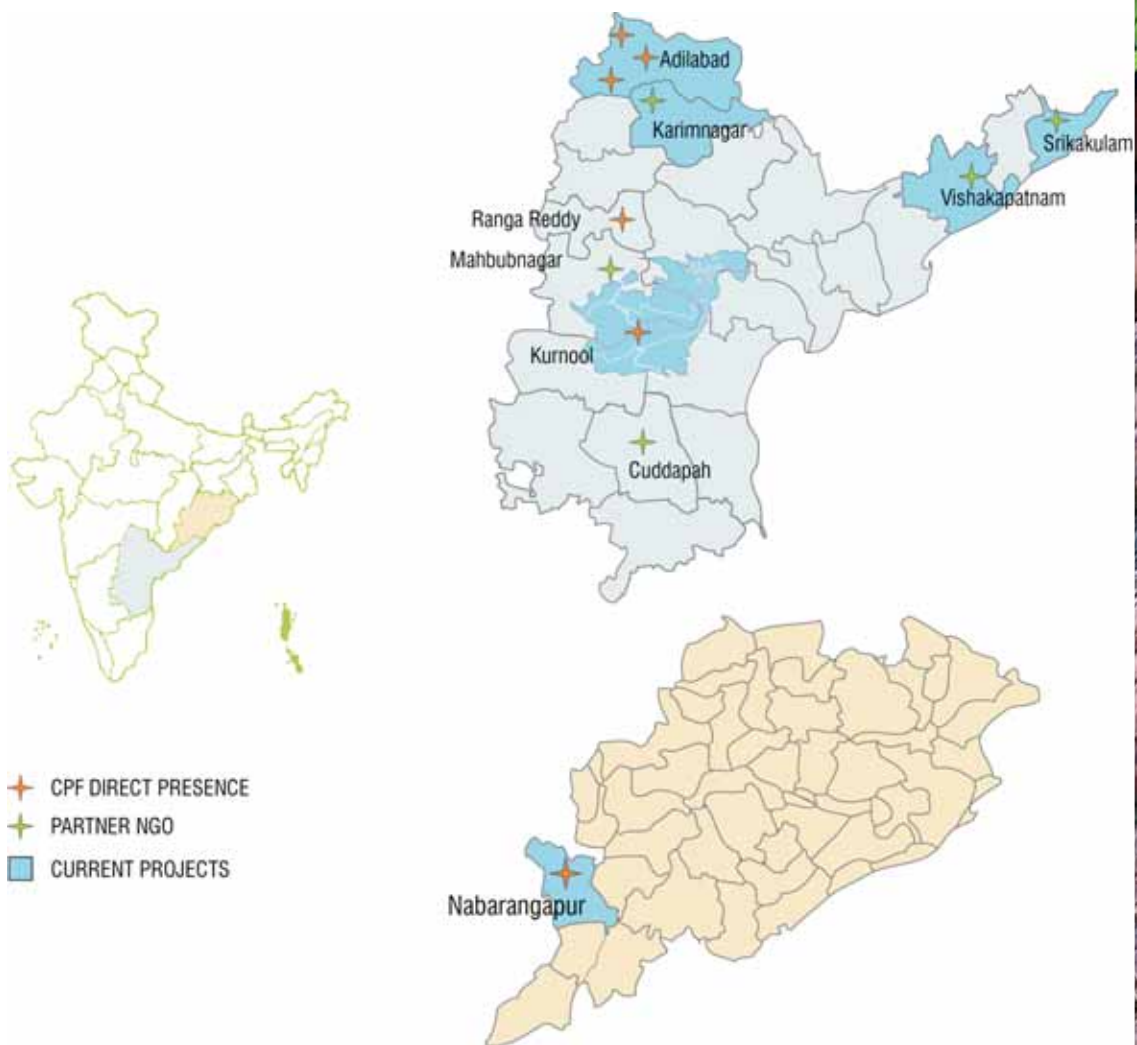 Adilabad
Karimnagar
Srikakulam
Vishakapatnam
Ranga Reddy
Mahbubnagar
Kurnool
Cuddapah
CPF DIRECT PRESENCE
PARTNER NGO
CURRENT PROJECTS
Nabarangapur